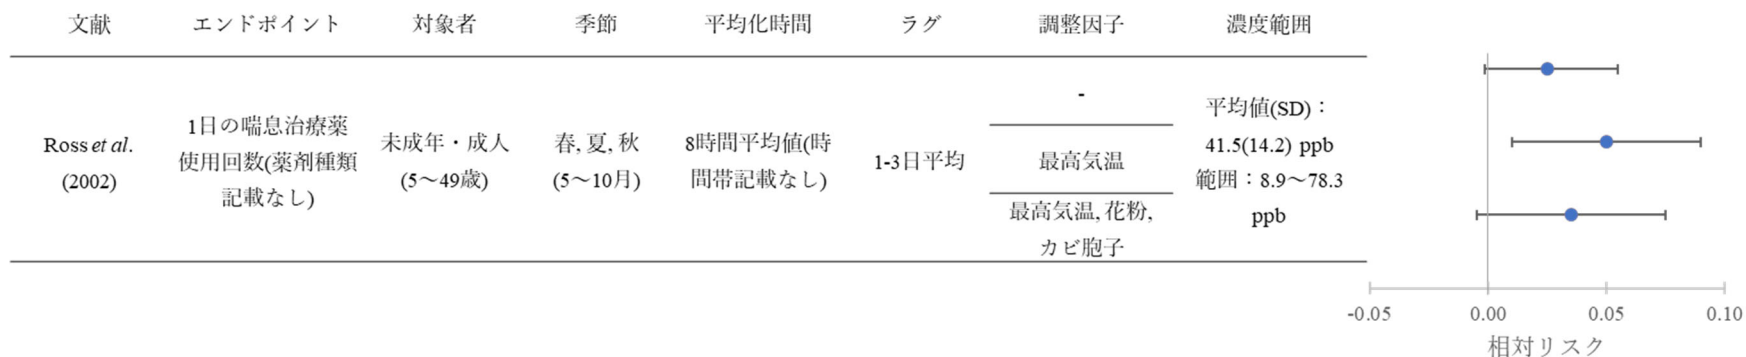 文献 エンドポイント 対象者 季節 平均化時間 ラグ 調整因子 濃度範囲
Ross et al.
(2002)
1日の喘息治療薬
使用回数(薬剤種類
記載なし)
未成年・成人
(5～49歳)
春, 夏, 秋
(5～10月)
8時間平均値(時
間帯記載なし)
1-3日平均
-
最高気温
最高気温, 花粉,
カビ胞子
平均値(SD)：
41.5(14.2) ppb
範囲：8.9～78.3
ppb
-0.05 0.00 0.05 0.10
相対リスク